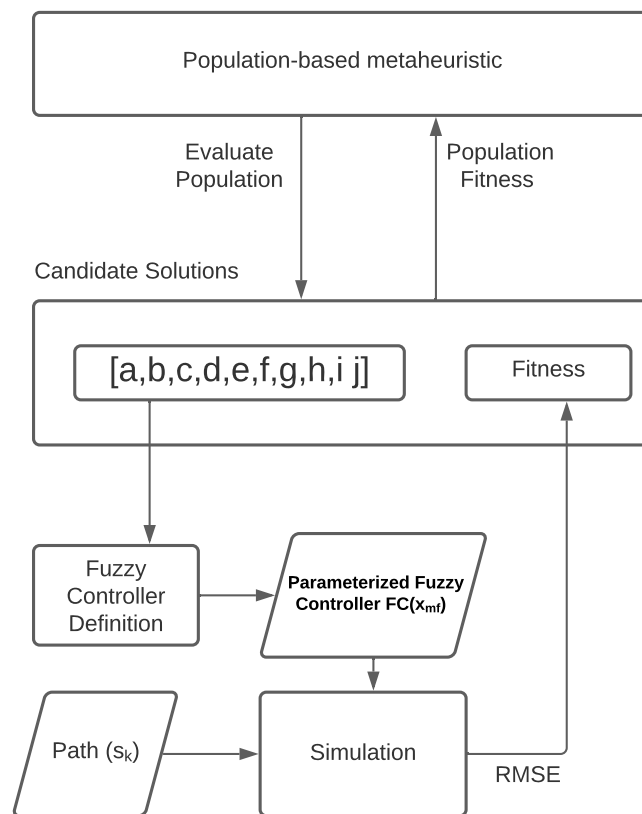 Population-based metaheuristic
Evaluate
Population
Population
Fitness
Candidate Solutions
[a,b,c,d,e,f,g,h,i j]
Fitness
Fuzzy
Controller
Definition
Parameterized Fuzzy
Controller FC(xmf)
Path (sk)
Simulation
RMSE